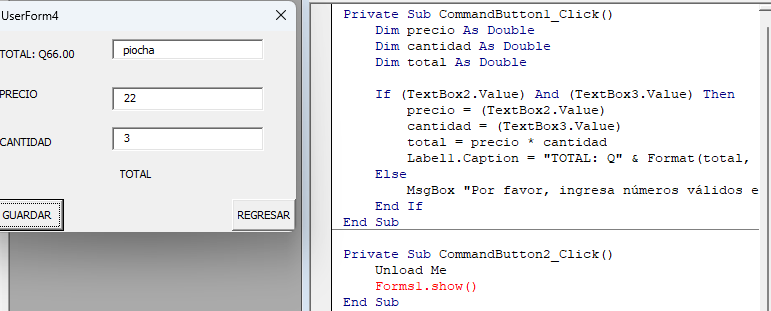 UserForm4
TOTAL: Q66.00
piocha
PRECIO
22
CANTIDAD
3
TOTAL
GUARDAR
REGRESAR
Private Sub CommandButton1_Click()
Dim precio As Double
Dim cantidad As Double
Dim total As Double
If (TextBox2.Value) And (TextBox3.Value) Then
precio = (TextBox2.Value)
cantidad = (TextBox3.Value)
total = precio * cantidad
Label1.Caption = "TOTAL: Q" & Format(total,
Else
MsgBox "Por favor, ingresa números válidos e
End If
End Sub
Private Sub CommandButton2_Click()
Unload Me
Forms1.show()
End Sub